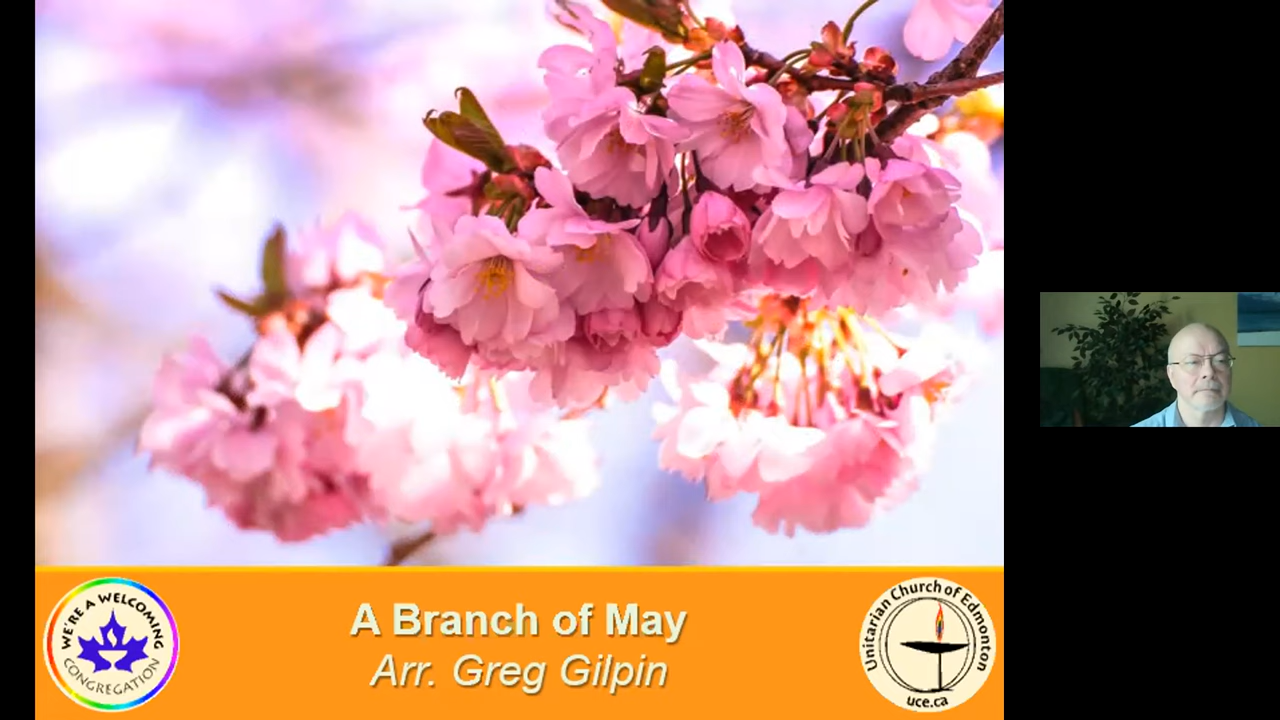 WE'RE A WELCOMING
CONGREGATION
A Branch of May
Arr. Greg Gilpin
Unitarian Church of Edmonton
uce.ca